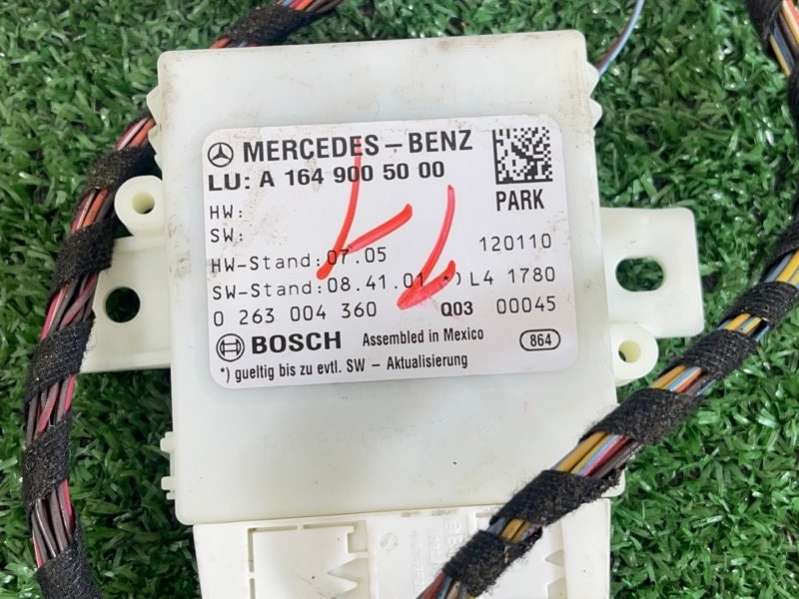 MERCEDES-BENZ
LU: A 164 900 50 00
PARK
HW:
SW:
HW-Stand:07.05 120110
SW-Stand:08.41.01 *) L4 1780
0 263 004 360 Q03 00045
BOSCH Assembled in Mexico 864
*) gueltig bis zu evtl. SW - Aktualisierung